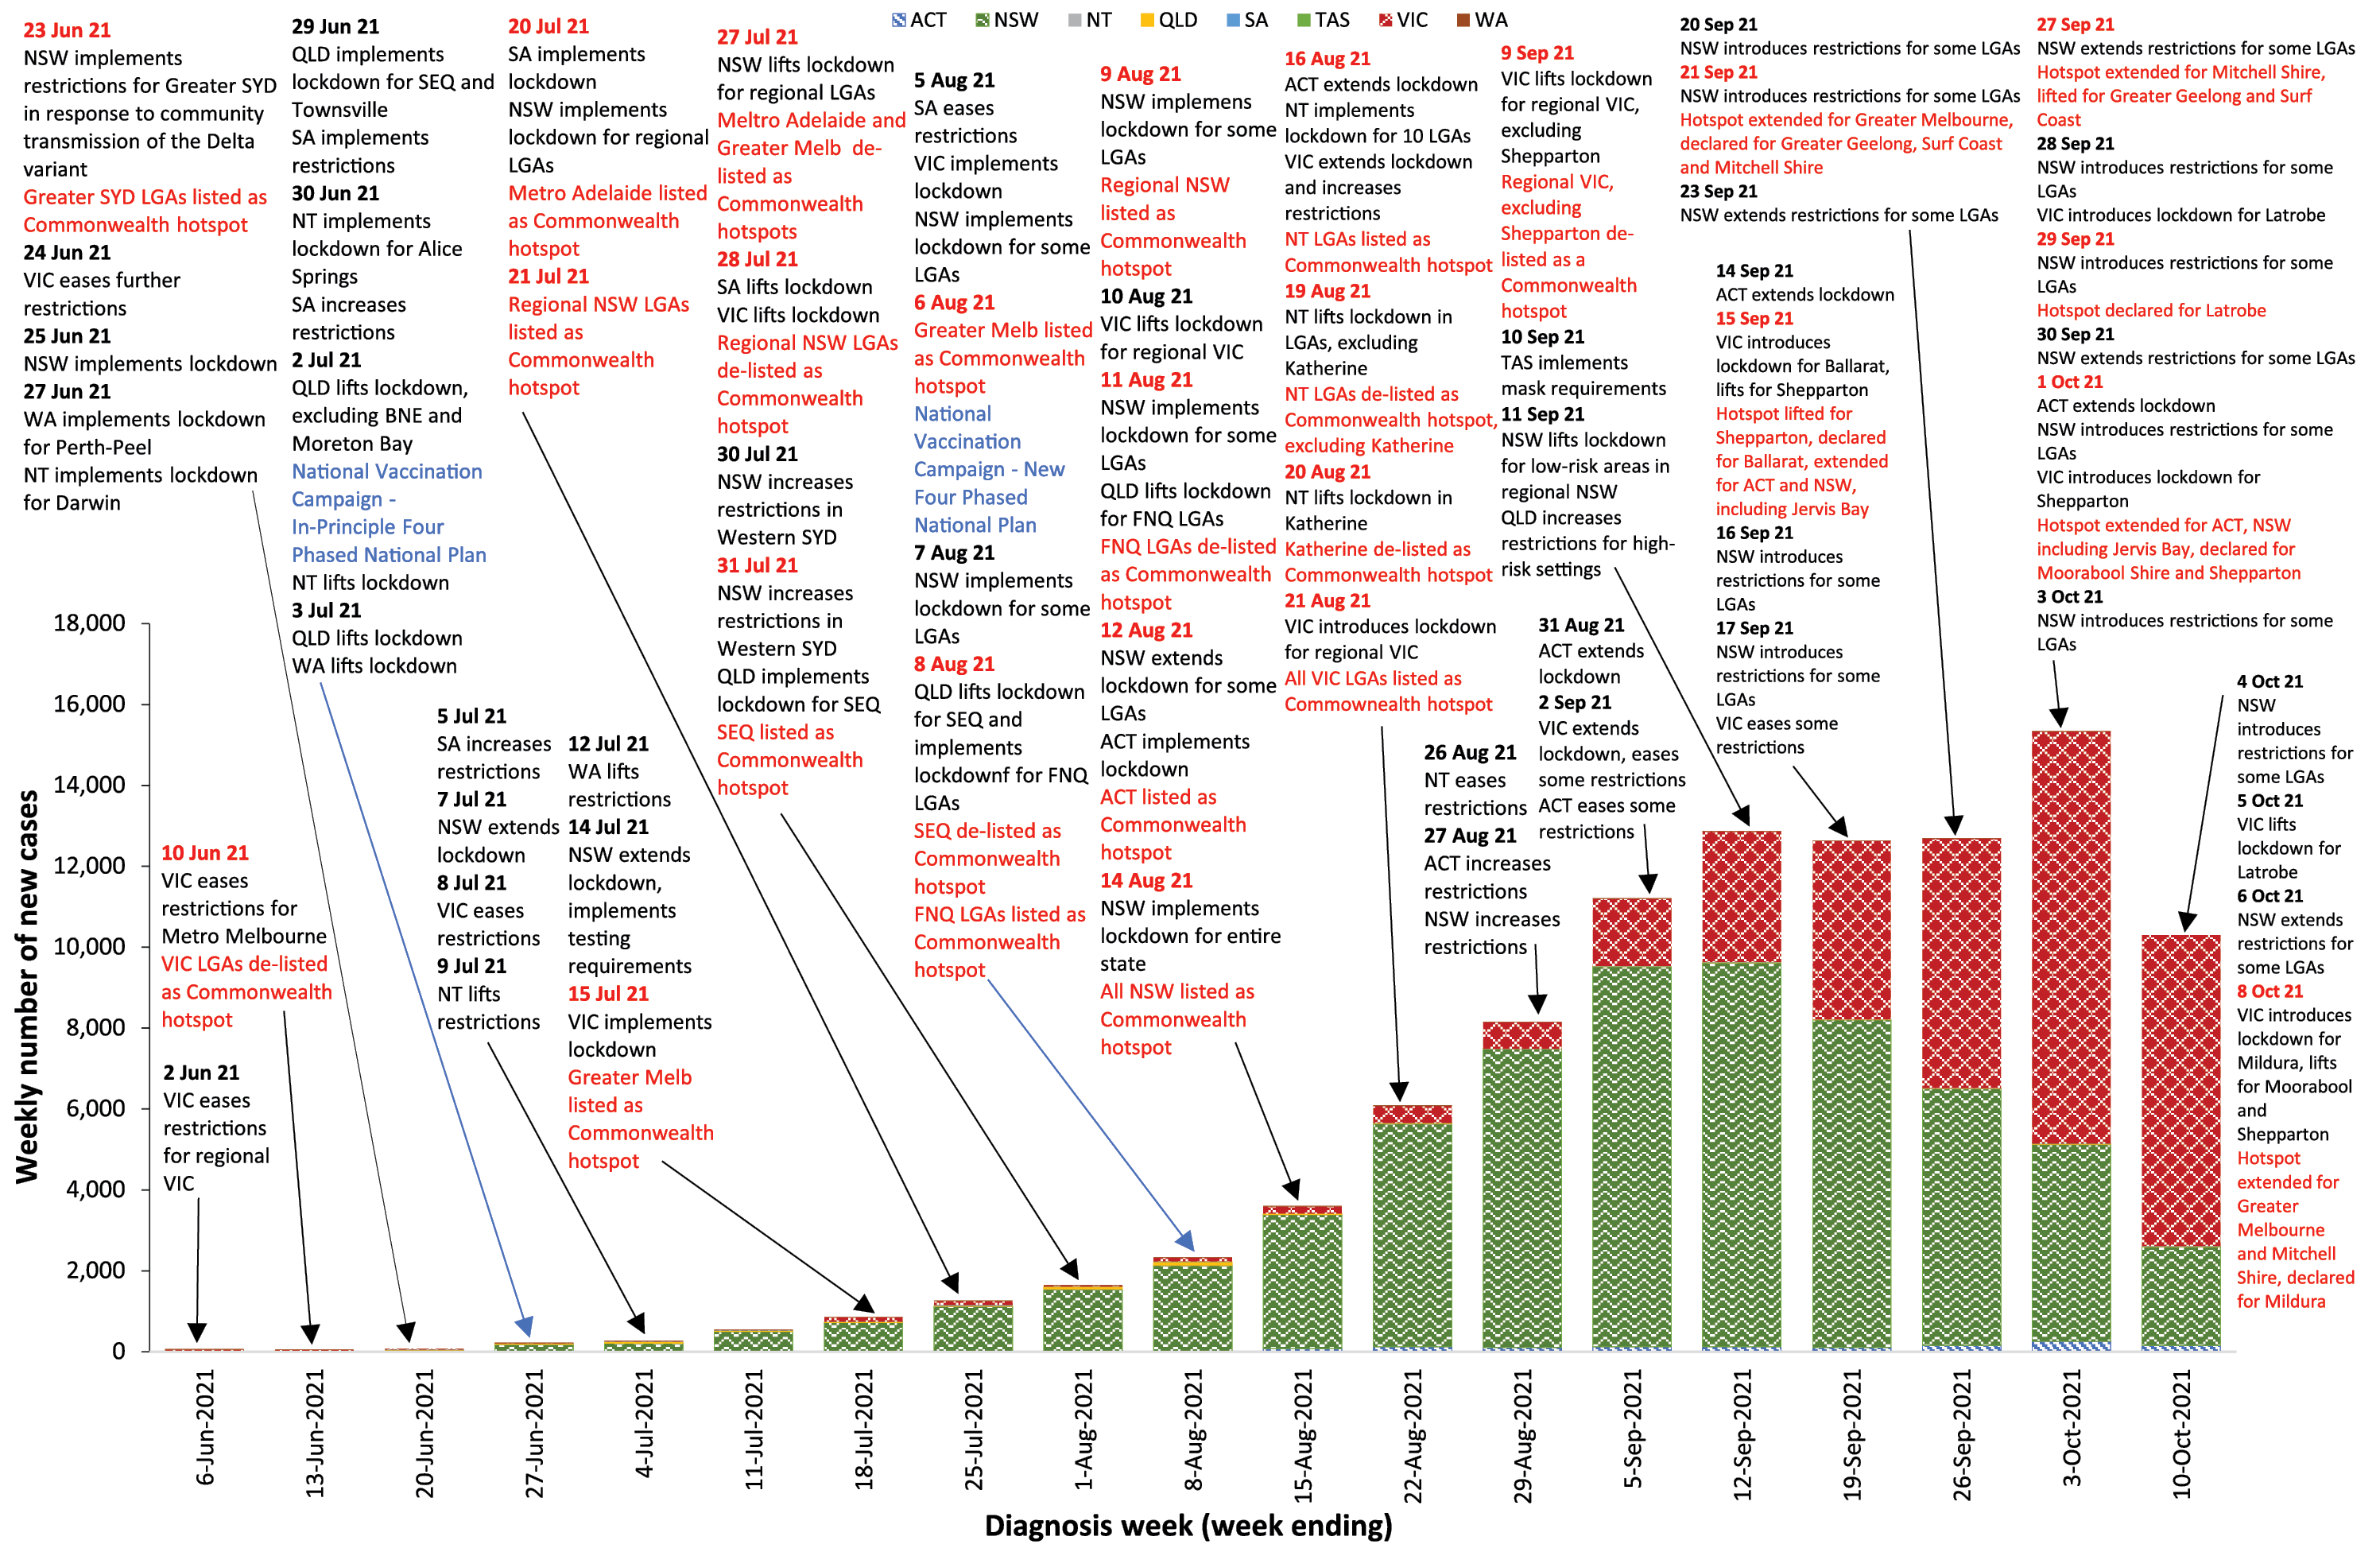 ACT NSW NT QLD SA TAS VIC WA
23 Jun 21
NSW implements
restrictions for Greater SYD
in response to community
transmission of the Delta
variant
Greater SYD LGAs listed as
Commonwealth hotspot
24 Jun 21
VIC eases further
restrictions
25 Jun 21
NSW implements lockdown
27 Jun 21
WA implements lockdown
for Perth-Peel
NT implements lockdown
for Darwin
29 Jun 21
QLD implements
lockdown for SEQ and
Townsville
SA implements
restrictions
30 Jun 21
NT implements
lockdown for Alice
Springs
SA increases
restrictions
2 Jul 21
QLD lifts lockdown,
excluding BNE and
Moreton Bay
National Vaccination
Campaign -
In-Principle Four
Phased National Plan
NT lifts lockdown
3 Jul 21
QLD lifts lockdown
WA lifts lockdown
20 Jul 21
SA implements
lockdown
NSW implements
lockdown for regional
LGAs
Metro Adelaide listed
as Commonwealth
hotspot
21 Jul 21
Regional NSW LGAs
listed as
Commonwealth
hotspot
27 Jul 21
NSW lifts lockdown
for regional LGAs
Meltro Adelaide and
Greater Melb de-
listed as
Commonwealth
hotspots
28 Jul 21
SA lifts lockdown
VIC lifts lockdown
Regional NSW LGAs
de-listed as
Commonwealth
hotspot
30 Jul 21
NSW increases
restrictions in
Western SYD
31 Jul 21
NSW increases
restrictions in
Western SYD
QLD implements
lockdown for SEQ
SEQ listed as
Commonwealth
hotspot
5 Aug 21
SA eases
restrictions
VIC implements
lockdown
NSW implements
lockdown for some
LGAs
6 Aug 21
Greater Melb listed
as Commonwealth
hotspot
National
Vaccination
Campaign - New
Four Phased
National Plan
7 Aug 21
NSW implements
lockdown for some
LGAs
8 Aug 21
QLD lifts lockdown
for SEQ and
implements
lockdownf for FNQ
LGAs
SEQ de-listed as
Commonwealth
hotspot
FNQ LGAs listed as
Commonwealth
hotspot
9 Aug 21
NSW implemens
lockdown for some
LGAs
Regional NSW
listed as
Commonwealth
hotspot
10 Aug 21
VIC lifts lockdown
for regional VIC
11 Aug 21
NSW implements
lockdown for some
LGAs
QLD lifts lockdown
for FNQ LGAs
FNQ LGAs de-listed
as Commonwealth
hotspot
12 Aug 21
NSW extends
lockdown for some
LGAs
ACT implements
lockdown
ACT listed as
Commonwealth
hotspot
14 Aug 21
NSW implements
lockdown for entire
state
All NSW listed as
Commonwealth
hotspot
16 Aug 21
ACT extends lockdown
NT implements
lockdown for 10 LGAs
VIC extends lockdown
and increases
restrictions
NT LGAs listed as
Commonwealth hotspot
19 Aug 21
NT lifts lockdown in
LGAs, excluding
Katherine
NT LGAs de-listed as
Commonwealth hotspot,
excluding Katherine
20 Aug 21
NT lifts lockdown in
Katherine
Katherine de-listed as
Commonwealth hotspot
21 Aug 21
VIC introduces lockdown
for regional VIC
All VIC LGAs listed as
Commownealth hotspot
9 Sep 21
VIC lifts lockdown
for regional VIC,
excluding
Shepparton
Regional VIC,
excluding
Shepparton de-
listed as a
Commonwealth
hotspot
10 Sep 21
TAS imlements
mask requirements
11 Sep 21
NSW lifts lockdown
for low-risk areas in
regional NSW
QLD increases
restrictions for high-
risk settings
20 Sep 21
NSW introduces restrictions for some LGAs
21 Sep 21
NSW introduces restrictions for some LGAs
Hotspot extended for Greater Melbourne,
declared for Greater Geelong, Surf Coast
and Mitchell Shire
23 Sep 21
NSW extends restrictions for some LGAs
14 Sep 21
ACT extends lockdown
15 Sep 21
VIC introduces
lockdown for Ballarat,
lifts for Shepparton
Hotspot lifted for
Shepparton, declared
for Ballarat, extended
for ACT and NSW,
including Jervis Bay
16 Sep 21
NSW introduces
restrictions for some
LGAs
17 Sep 21
NSW introduces
restrictions for some
LGAs
VIC eases some
restrictions
27 Sep 21
NSW extends restrictions for some LGAs
Hotspot extended for Mitchell Shire,
lifted for Greater Geelong and Surf
Coast
28 Sep 21
NSW introduces restrictions for some
LGAs
VIC introduces lockdown for Latrobe
29 Sep 21
NSW introduces restrictions for some
LGAs
Hotspot declared for Latrobe
30 Sep 21
NSW extends restrictions for some LGAs
1 Oct 21
ACT extends lockdown
NSW introduces restrictions for some
LGAs
VIC introduces lockdown for
Shepparton
Hotspot extended for ACT, NSW
including Jervis Bay, declared for
Moorabool Shire and Shepparton
3 Oct 21
NSW introduces restrictions for some
LGAs
4 Oct 21
NSW
introduces
restrictions for
some LGAs
5 Oct 21
VIC lifts
lockdown for
Latrobe
6 Oct 21
NSW extends
restrictions for
some LGAs
8 Oct 21
VIC introduces
lockdown for
Mildura, lifts
for Moorabool
and
Shepparton
Hotspot
extended for
Greater
Melbourne
and Mitchell
Shire, declared
for Mildura
31 Aug 21
ACT extends
lockdown
2 Sep 21
VIC extends
lockdown, eases
some restrictions
ACT eases some
restrictions
26 Aug 21
NT eases
restrictions
27 Aug 21
ACT increases
restrictions
NSW increases
restrictions
5 Jul 21
SA increases
restrictions
7 Jul 21
NSW extends
lockdown
8 Jul 21
VIC eases
restrictions
9 Jul 21
NT lifts
restrictions
12 Jul 21
WA lifts
restrictions
14 Jul 21
NSW extends
lockdown,
implements
testing
requirements
15 Jul 21
VIC implements
lockdown
Greater Melb
listed as
Commonwealth
hotspot
10 Jun 21
VIC eases
restrictions for
Metro Melbourne
VIC LGAs de-listed
as Commonwealth
hotspot
2 Jun 21
VIC eases
restrictions
for regional
VIC
Weekly number of new cases
18,000
16,000
14,000
12,000
10,000
8,000
6,000
4,000
2,000
0
6-Jun-2021
13-Jun-2021
20-Jun-2021
27-Jun-2021
4-Jul-2021
11-Jul-2021
18-Jul-2021
25-Jul-2021
1-Aug-2021
8-Aug-2021
15-Aug-2021
22-Aug-2021
29-Aug-2021
5-Sep-2021
12-Sep-2021
19-Sep-2021
26-Sep-2021
3-Oct-2021
10-Oct-2021
Diagnosis week (week ending)